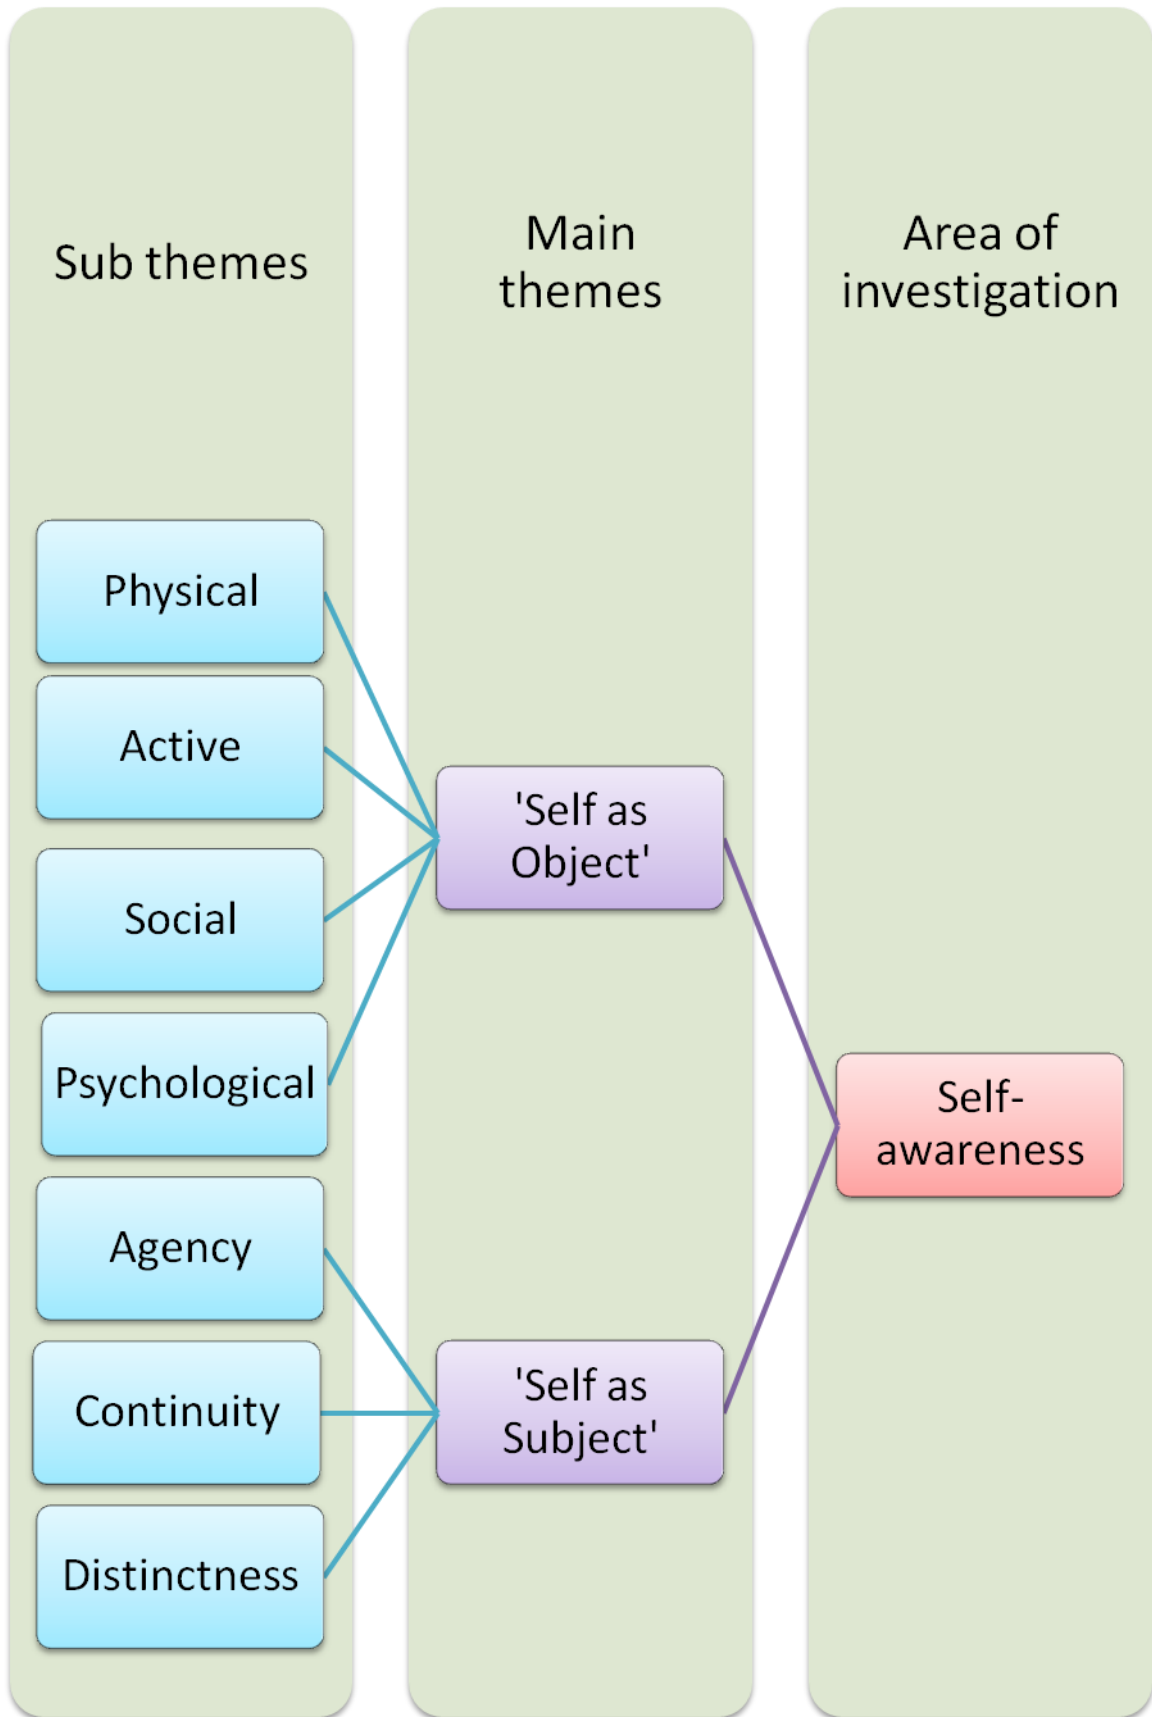 Sub themes
Main
themes
Area of
investigation
Physical
Active
Social
Psychological
Agency
Continuity
Distinctness
'Self as
Object'
'Self as
Subject'
Self-
awareness